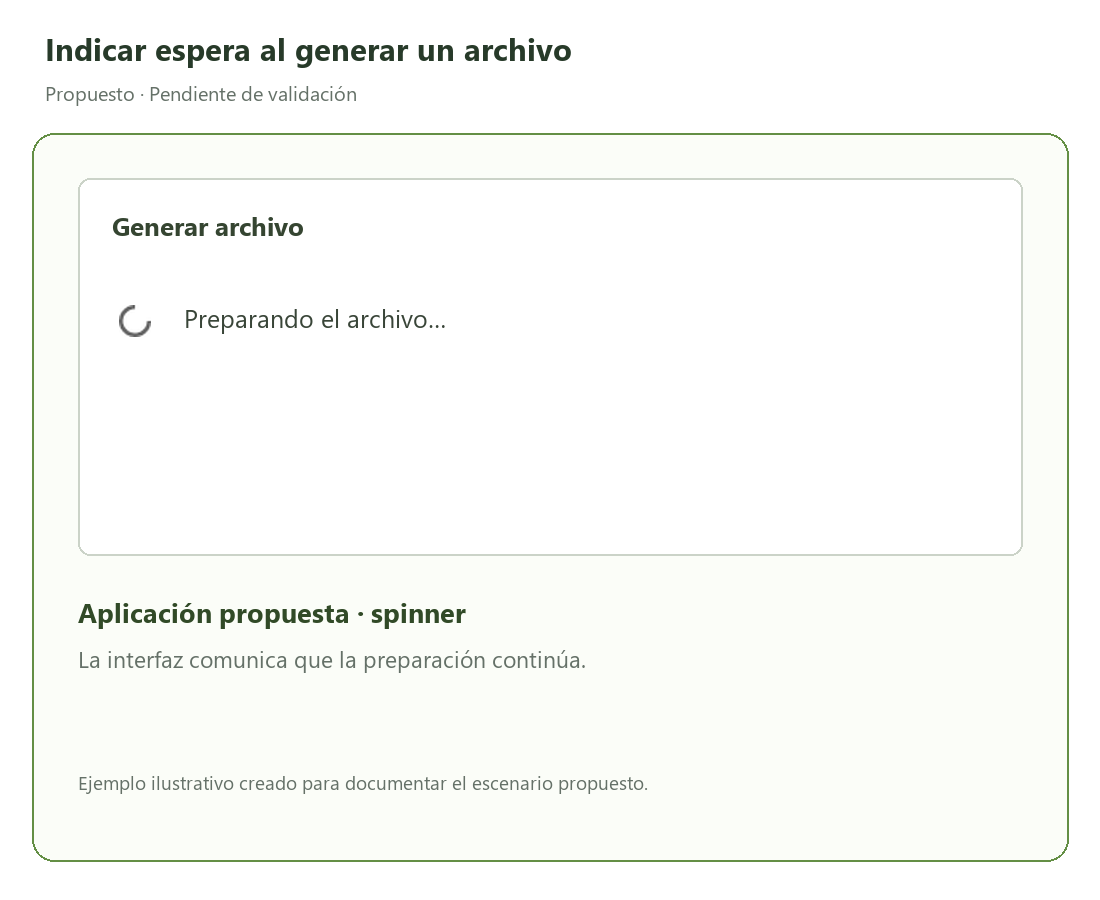 Indicar espera al generar un archivo
Propuesto · Pendiente de validación
Generar archivo
Preparando el archivo...
Aplicación propuesta · spinner
La interfaz comunica que la preparación continúa.
Ejemplo ilustrativo creado para documentar el escenario propuesto.